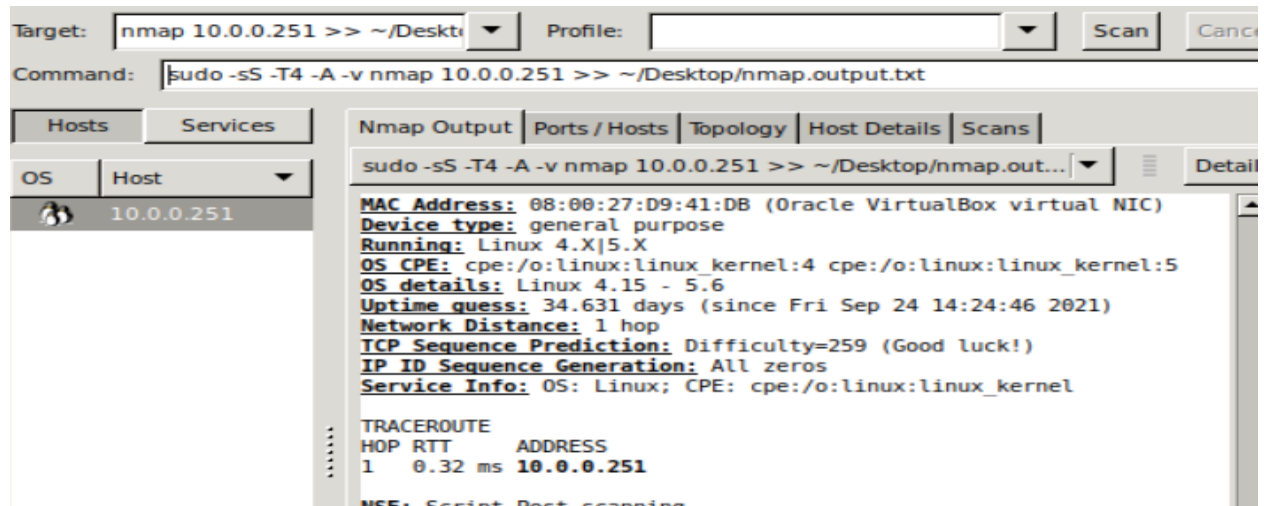 Target: nmap 10.0.0.251 >> ~/Deskt Profile: Scan Cance
Command: sudo -sS -T4 -A -v nmap 10.0.0.251 >> ~/Desktop/nmap.output.txt
Hosts Services Nmap Output Ports / Hosts Topology Host Details Scans
OS Host sudo -sS -T4 -A -v nmap 10.0.0.251 >> ~/Desktop/nmap.out... Detail
10.0.0.251
MAC Address: 08:00:27:D9:41:DB (Oracle VirtualBox virtual NIC)
Device type: general purpose
Running: Linux 4.X|5.X
OS CPE: cpe:/o:linux:linux_kernel:4 cpe:/o:linux:linux_kernel:5
OS details: Linux 4.15 - 5.6
Uptime guess: 34.631 days (since Fri Sep 24 14:24:46 2021)
Network Distance: 1 hop
TCP Sequence Prediction: Difficulty=259 (Good luck!)
IP ID Sequence Generation: All zeros
Service Info: OS: Linux; CPE: cpe:/o:linux:linux_kernel
TRACEROUTE
HOP RTT ADDRESS
1 0.32 ms 10.0.0.251
NSE: Script Post-scanning.